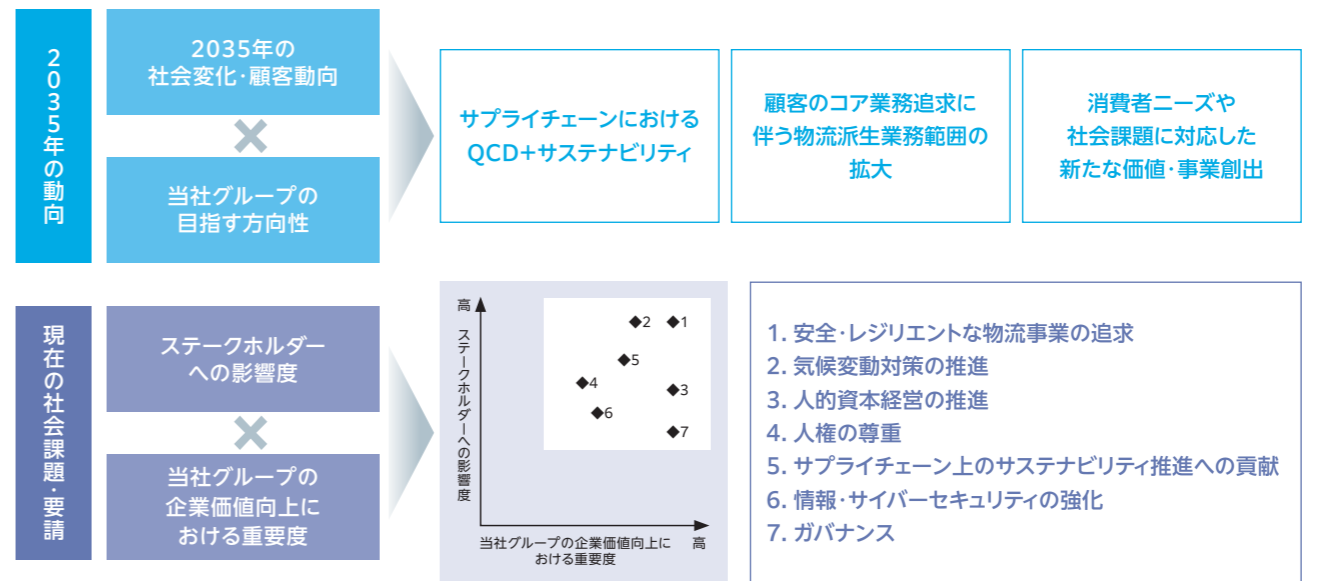 2035年の動向
2035年の
社会変化・顧客動向
×
当社グループの
目指す方向性
サプライチェーンにおける
QCD+サステナビリティ
顧客のコア業務追求に
伴う物流派生業務範囲の
拡大
消費者ニーズや
社会課題に対応した
新たな価値・事業創出
現在の社会課題・要請
ステークホルダー
への影響度
×
当社グループの
企業価値向上に
おける重要度
高
ステークホルダーへの影響度
◆2
◆1
◆5
◆4
◆3
◆6
◆7
当社グループの企業価値向上に
おける重要度
高
1. 安全・レジリエントな物流事業の追求
2. 気候変動対策の推進
3. 人的資本経営の推進
4. 人権の尊重
5. サプライチェーン上のサステナビリティ推進への貢献
6. 情報・サイバーセキュリティの強化
7. ガバナンス